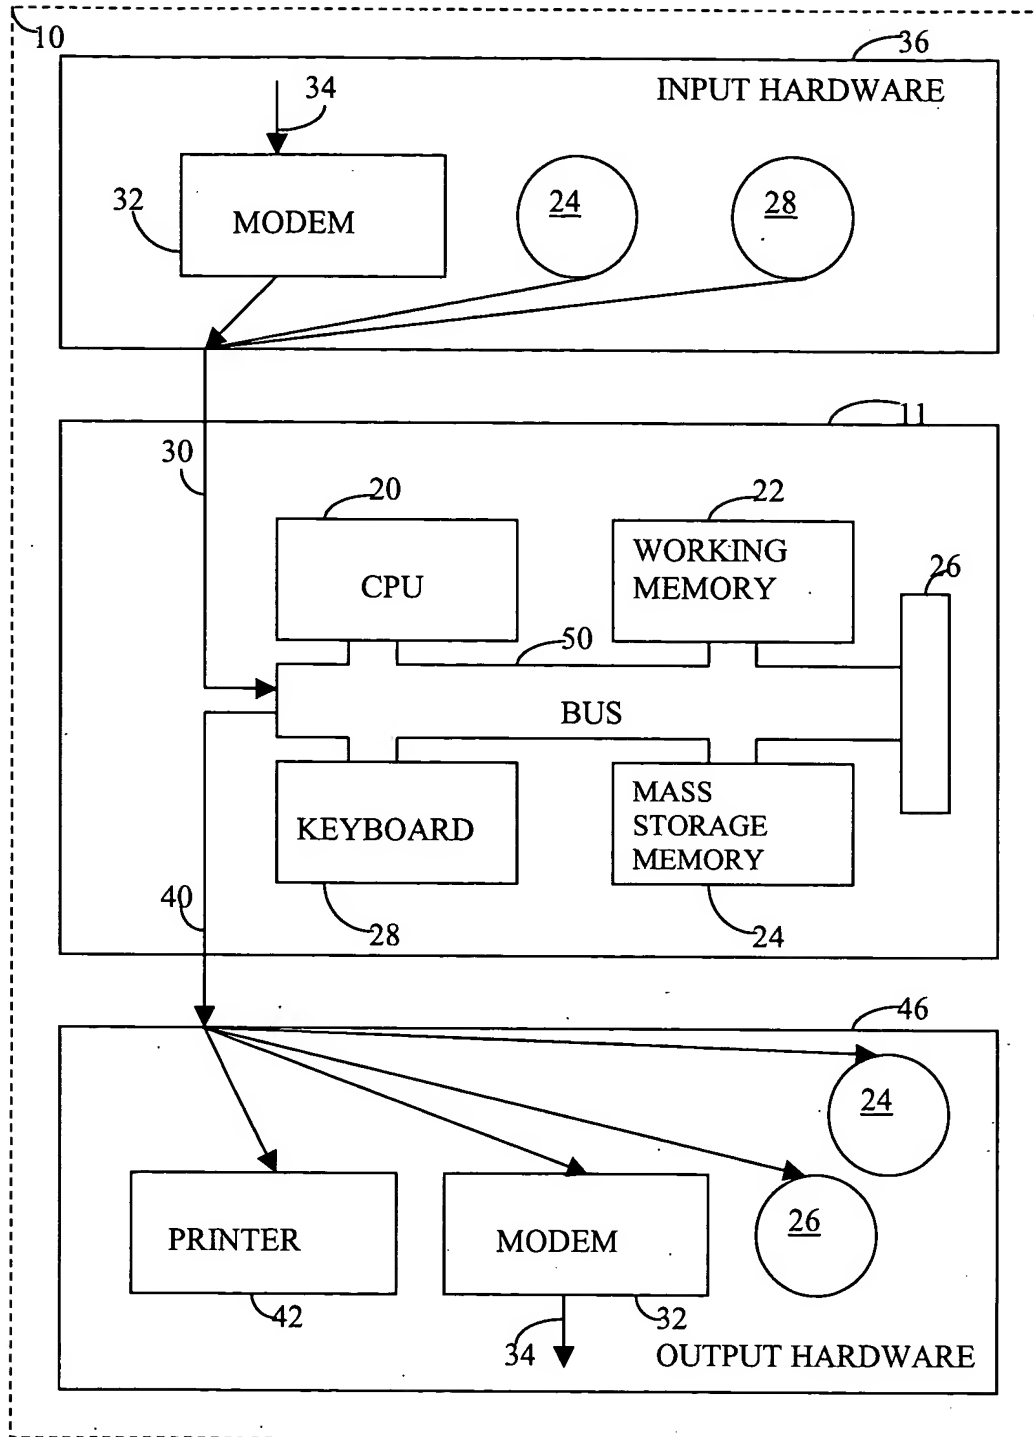 10
36
INPUT HARDWARE
34
32
MODEM
24
28
11
30
20
22
CPU
WORKING
MEMORY
26
50
BUS
KEYBOARD
MASS
STORAGE
MEMORY
40
28
24
46
24
26
PRINTER
MODEM
42
32
34
OUTPUT HARDWARE